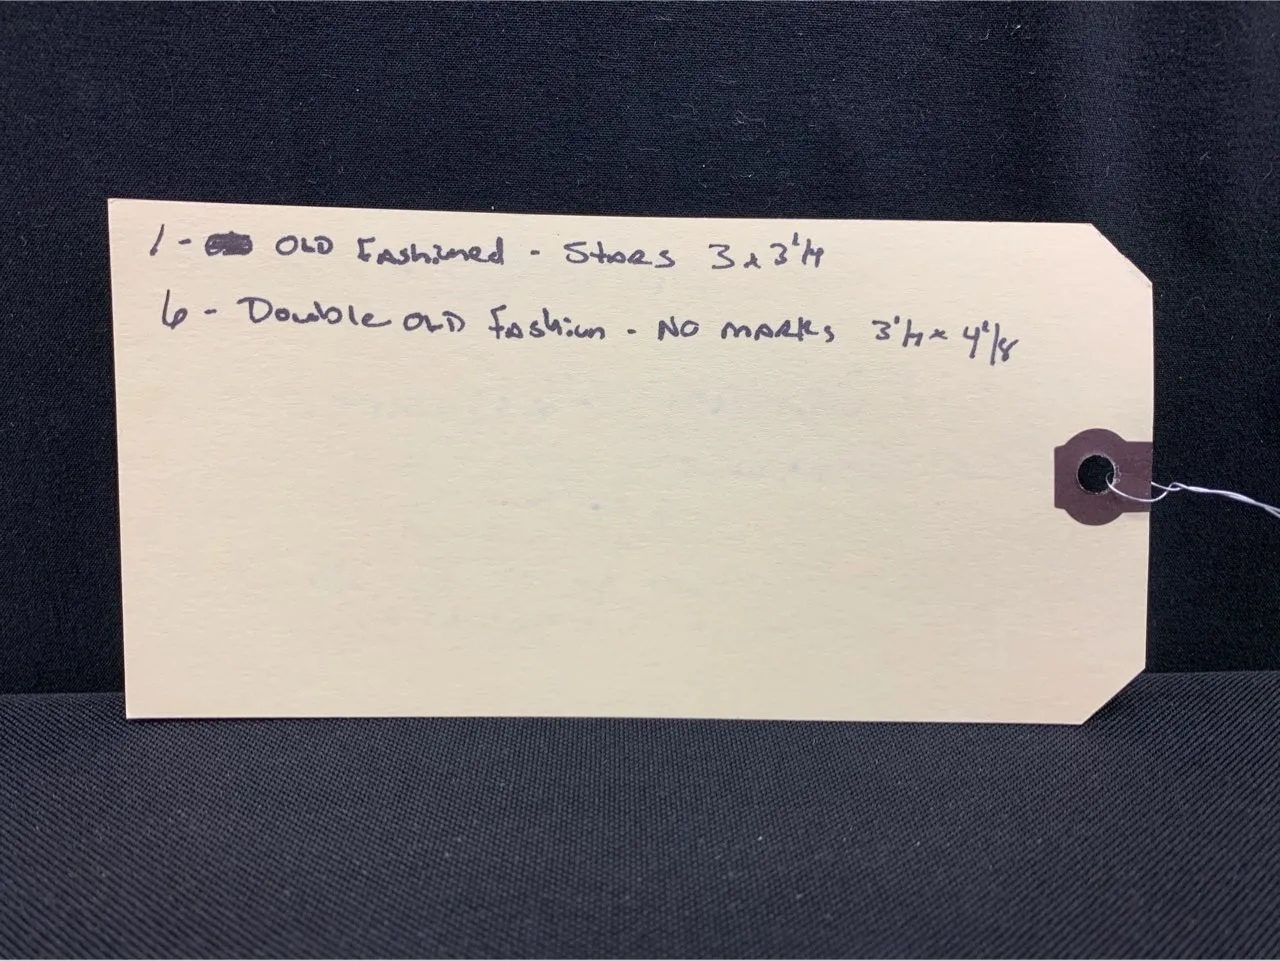 1 - OLD Fashioned - Stars 3 x 3 1/4
6 - Double OLD Fashion - NO MARKS 3 1/4 x 4 1/8